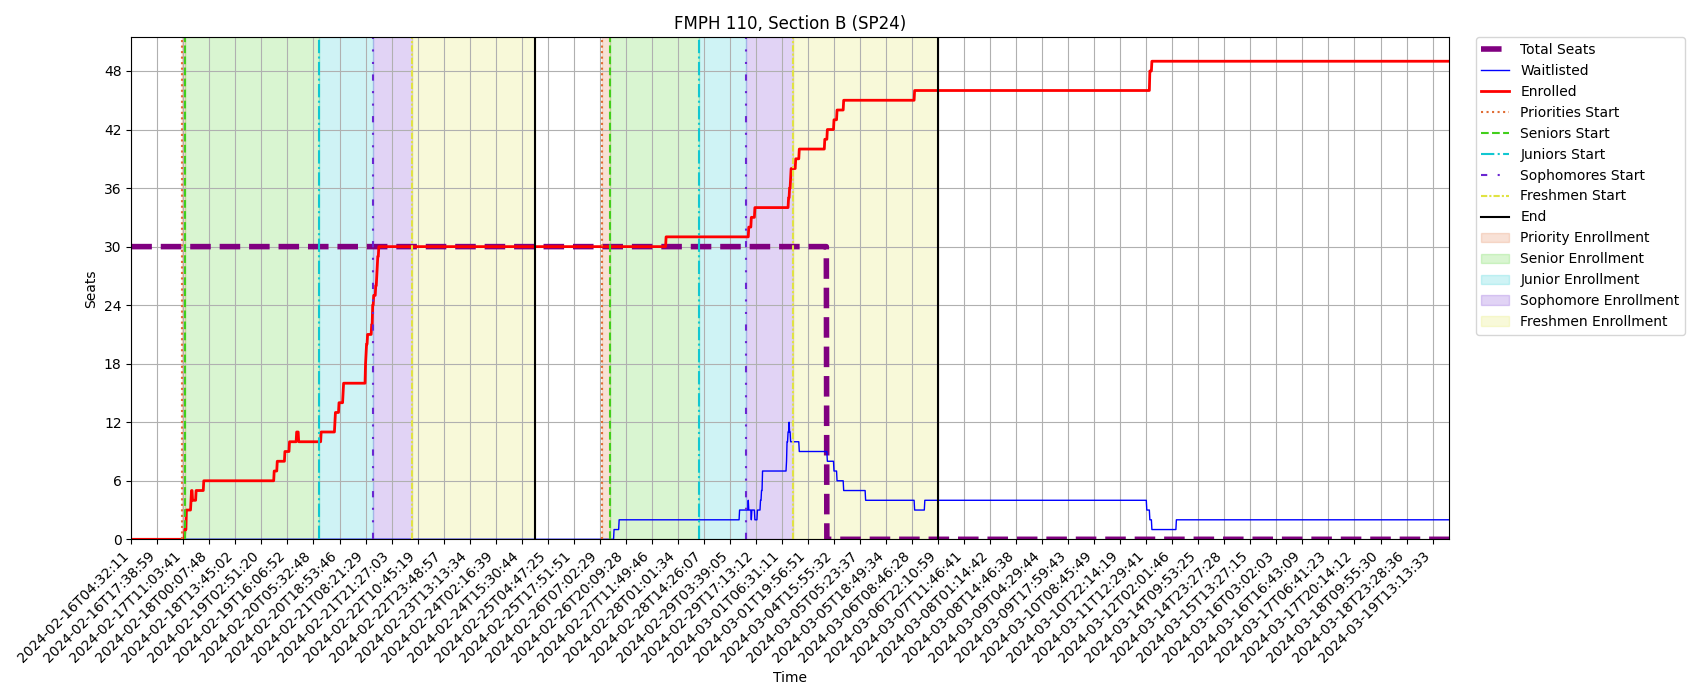 FMPH 110, Section B (SP24)
Seats
48
42
36
30
24
18
12
6
0
2024-02-16T04:32:11
2024-02-16T17:38:59
2024-02-17T11:03:41
2024-02-18T00:07:48
2024-02-18T13:45:02
2024-02-19T02:51:20
2024-02-19T16:06:52
2024-02-20T05:32:48
2024-02-20T18:53:46
2024-02-21T08:21:29
2024-02-21T21:27:03
2024-02-22T10:45:19
2024-02-22T23:48:57
2024-02-23T13:13:34
2024-02-24T02:16:39
2024-02-24T15:30:44
2024-02-25T04:47:25
2024-02-25T17:51:51
2024-02-26T07:02:29
2024-02-26T20:09:28
2024-02-27T11:49:46
2024-02-28T01:01:34
2024-02-28T14:26:07
2024-02-29T03:39:05
2024-02-29T17:13:12
2024-03-01T06:31:11
2024-03-01T19:56:51
2024-03-04T15:55:32
2024-03-05T05:23:37
2024-03-05T18:49:34
2024-03-06T08:46:28
2024-03-06T22:10:59
2024-03-07T11:46:41
2024-03-08T01:14:42
2024-03-08T14:46:38
2024-03-09T04:29:44
2024-03-09T17:59:43
2024-03-10T08:45:49
2024-03-10T22:14:19
2024-03-11T12:29:41
2024-03-12T02:01:46
2024-03-14T09:53:25
2024-03-14T23:27:28
2024-03-15T13:27:15
2024-03-16T03:02:03
2024-03-16T16:43:09
2024-03-17T06:41:23
2024-03-17T20:14:12
2024-03-18T09:55:30
2024-03-18T23:28:36
2024-03-19T13:13:33
Time
Total Seats
Waitlisted
Enrolled
Priorities Start
Seniors Start
Juniors Start
Sophomores Start
Freshmen Start
End
Priority Enrollment
Senior Enrollment
Junior Enrollment
Sophomore Enrollment
Freshmen Enrollment